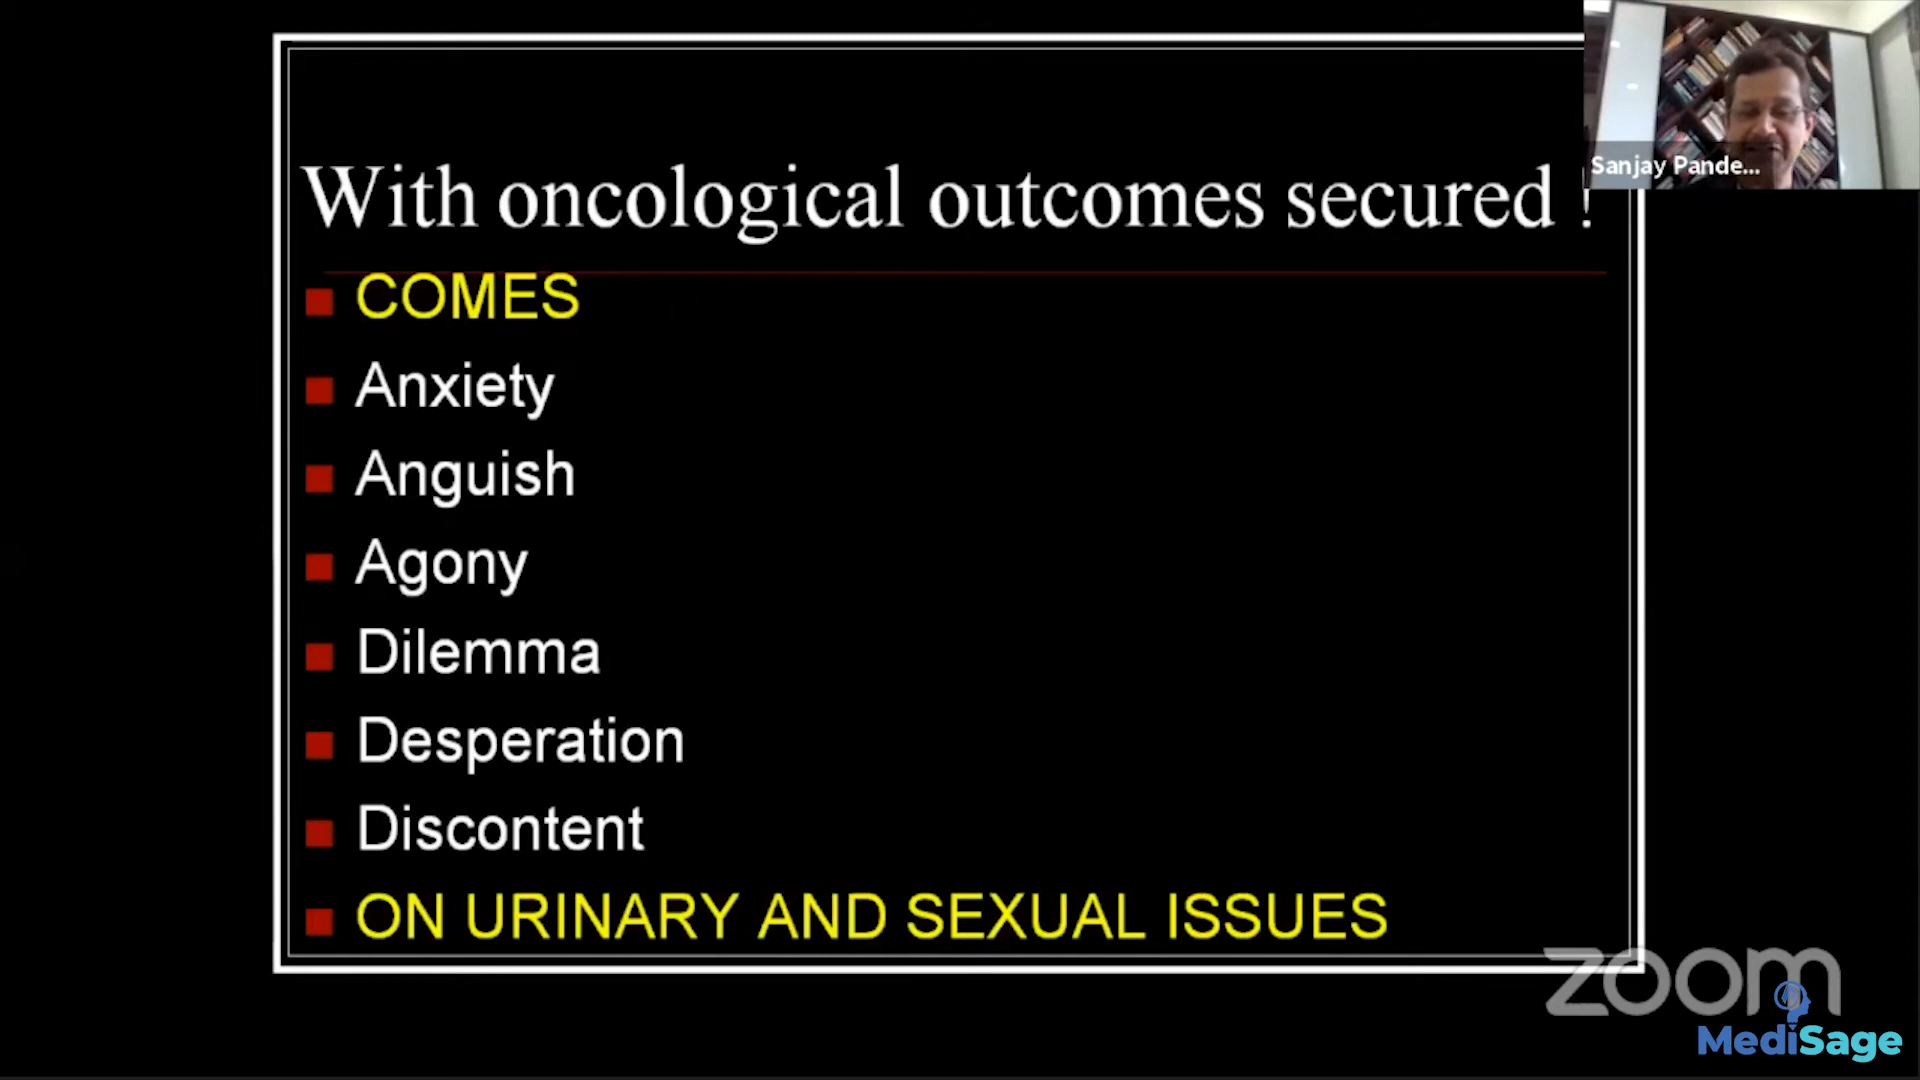 With oncological outcomes secured !
COMES
Anxiety
Anguish
Agony
Dilemma
Desperation
Discontent
ON URINARY AND SEXUAL ISSUES
Sanjay Pande...
zoom
MediSage